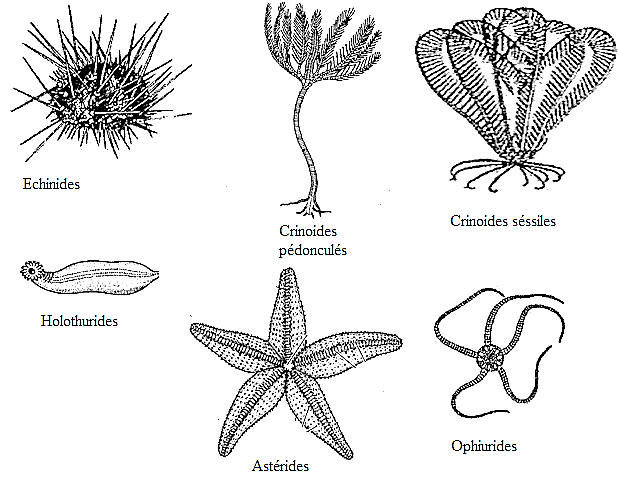 Echinides
Crinoides
pédonculés
Crinoides séssiles
Holothurides
Astérides
Ophiurides